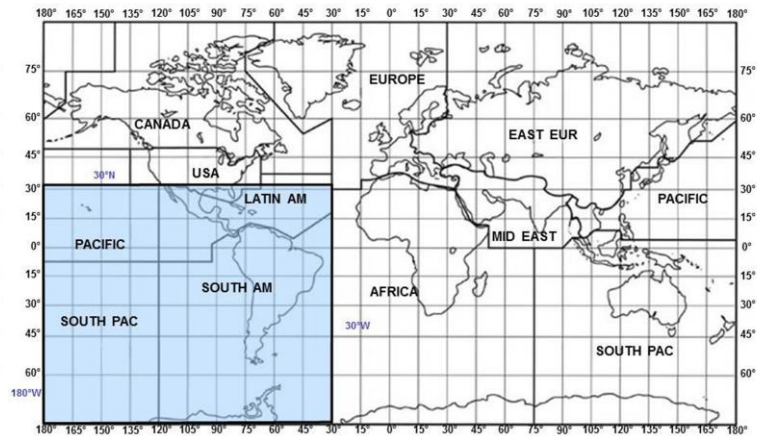 180° 165° 150° 135° 120° 105° 90° 75° 60° 45° 30° 15° 0° 15° 30° 45° 60° 75° 90° 105° 120° 135° 150° 165° 180°
75° 75°
EUROPE
60° 60°
CANADA
EAST EUR
45° 45°
30°N
USA
30° 30°
LATIN AM
PACIFIC
15° 15°
PACIFIC
MID EAST
0° 0°
15° 15°
SOUTH AM
AFRICA
30° 30°
SOUTH PAC
30°W
45° 45°
SOUTH PAC
60° 60°
180°W
180° 165° 150° 135° 120° 105° 90° 75° 60° 45° 30° 15° 0° 15° 30° 45° 60° 75° 90° 105° 120° 135° 150° 165° 180°